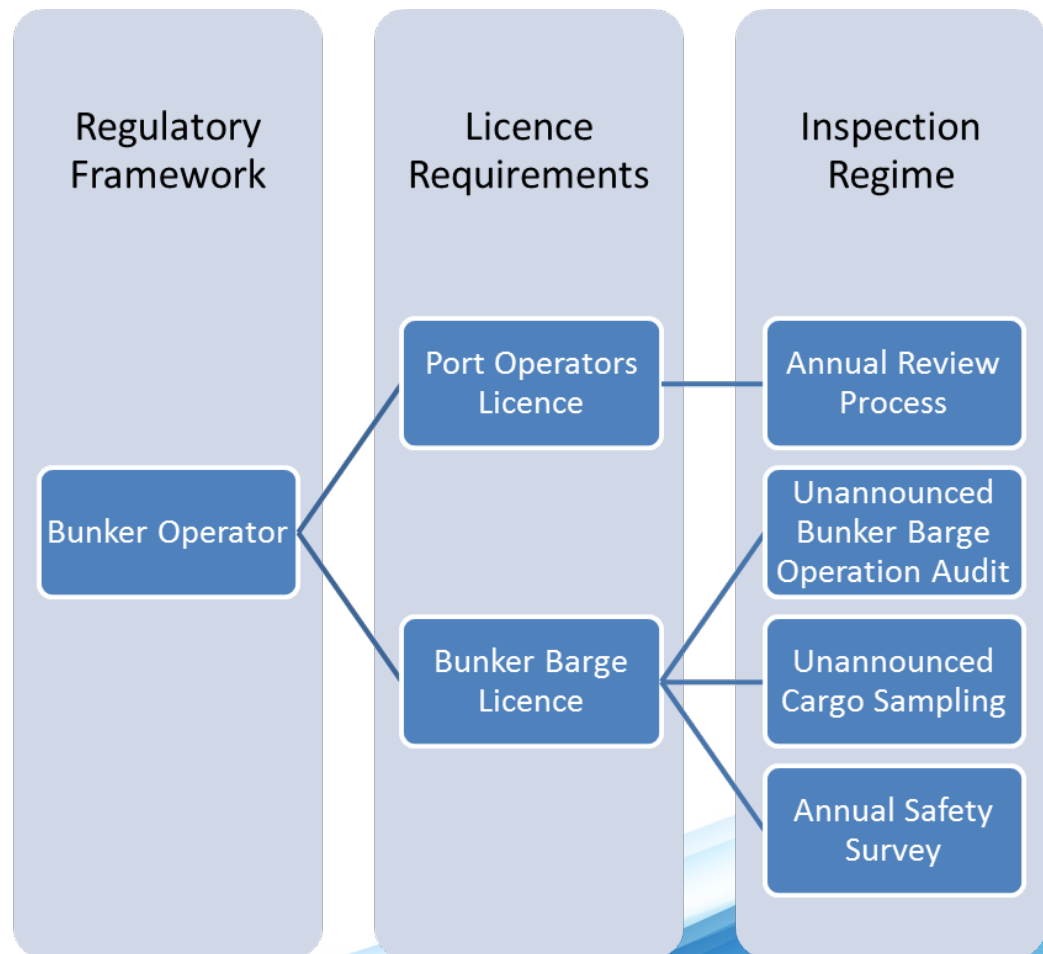 Regulatory
Framework
Licence
Requirements
Inspection
Regime
Bunker Operator
Port Operators
Licence
Bunker Barge
Licence
Annual Review
Process
Unannounced
Bunker Barge
Operation Audit
Unannounced
Cargo Sampling
Annual Safety
Survey